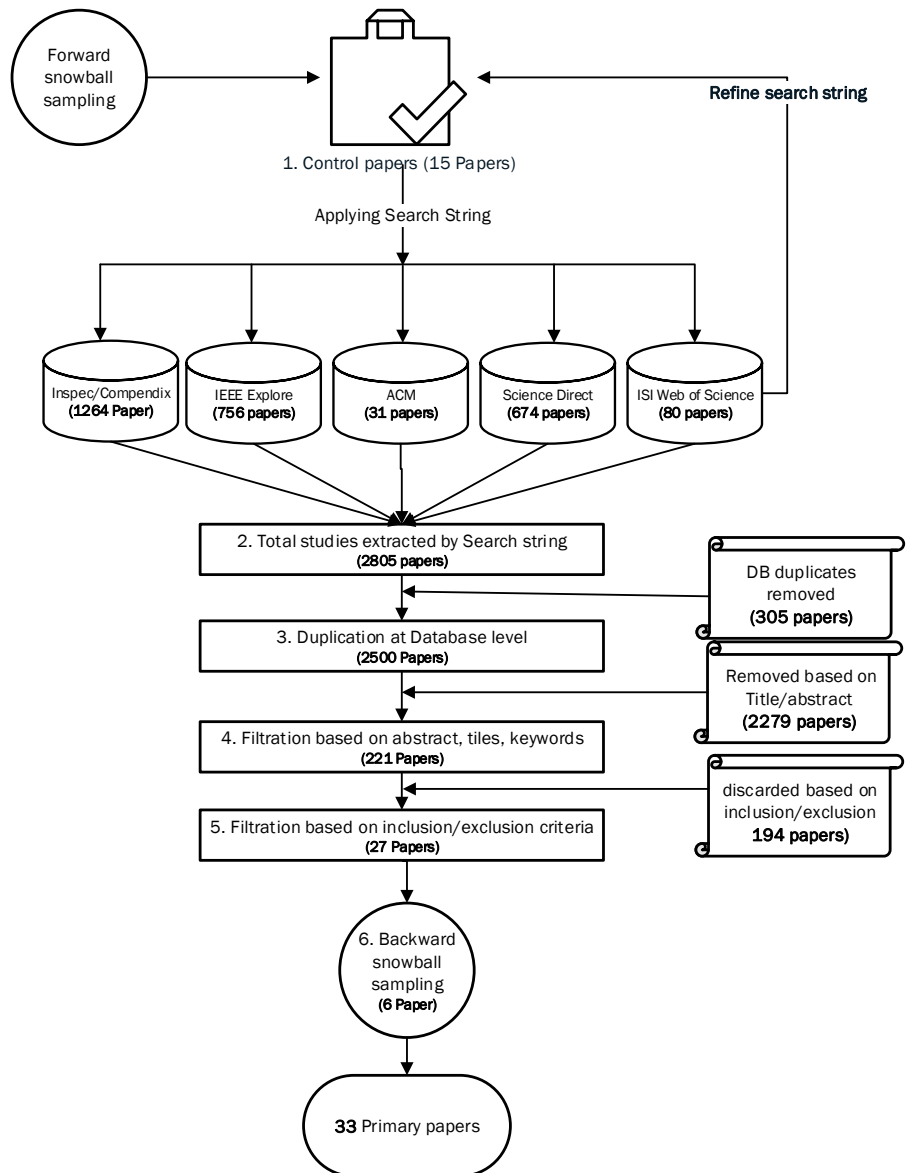 Forward
snowball
sampling
Refine search string
1. Control papers (15 Papers)
Applying Search String
Inspec/Compendix
(1264 Paper)
IEEE Explore
(756 papers)
ACM
(31 papers)
Science Direct
(674 papers)
ISI Web of Science
(80 papers)
2. Total studies extracted by Search string
(2805 papers)
DB duplicates
removed
(305 papers)
3. Duplication at Database level
(2500 Papers)
Removed based on
Title/abstract
(2279 papers)
4. Filtration based on abstract, tiles, keywords
(221 Papers)
discarded based on
inclusion/exclusion
194 papers)
5. Filtration based on inclusion/exclusion criteria
(27 Papers)
6. Backward
snowball
sampling
(6 Paper)
33 Primary papers